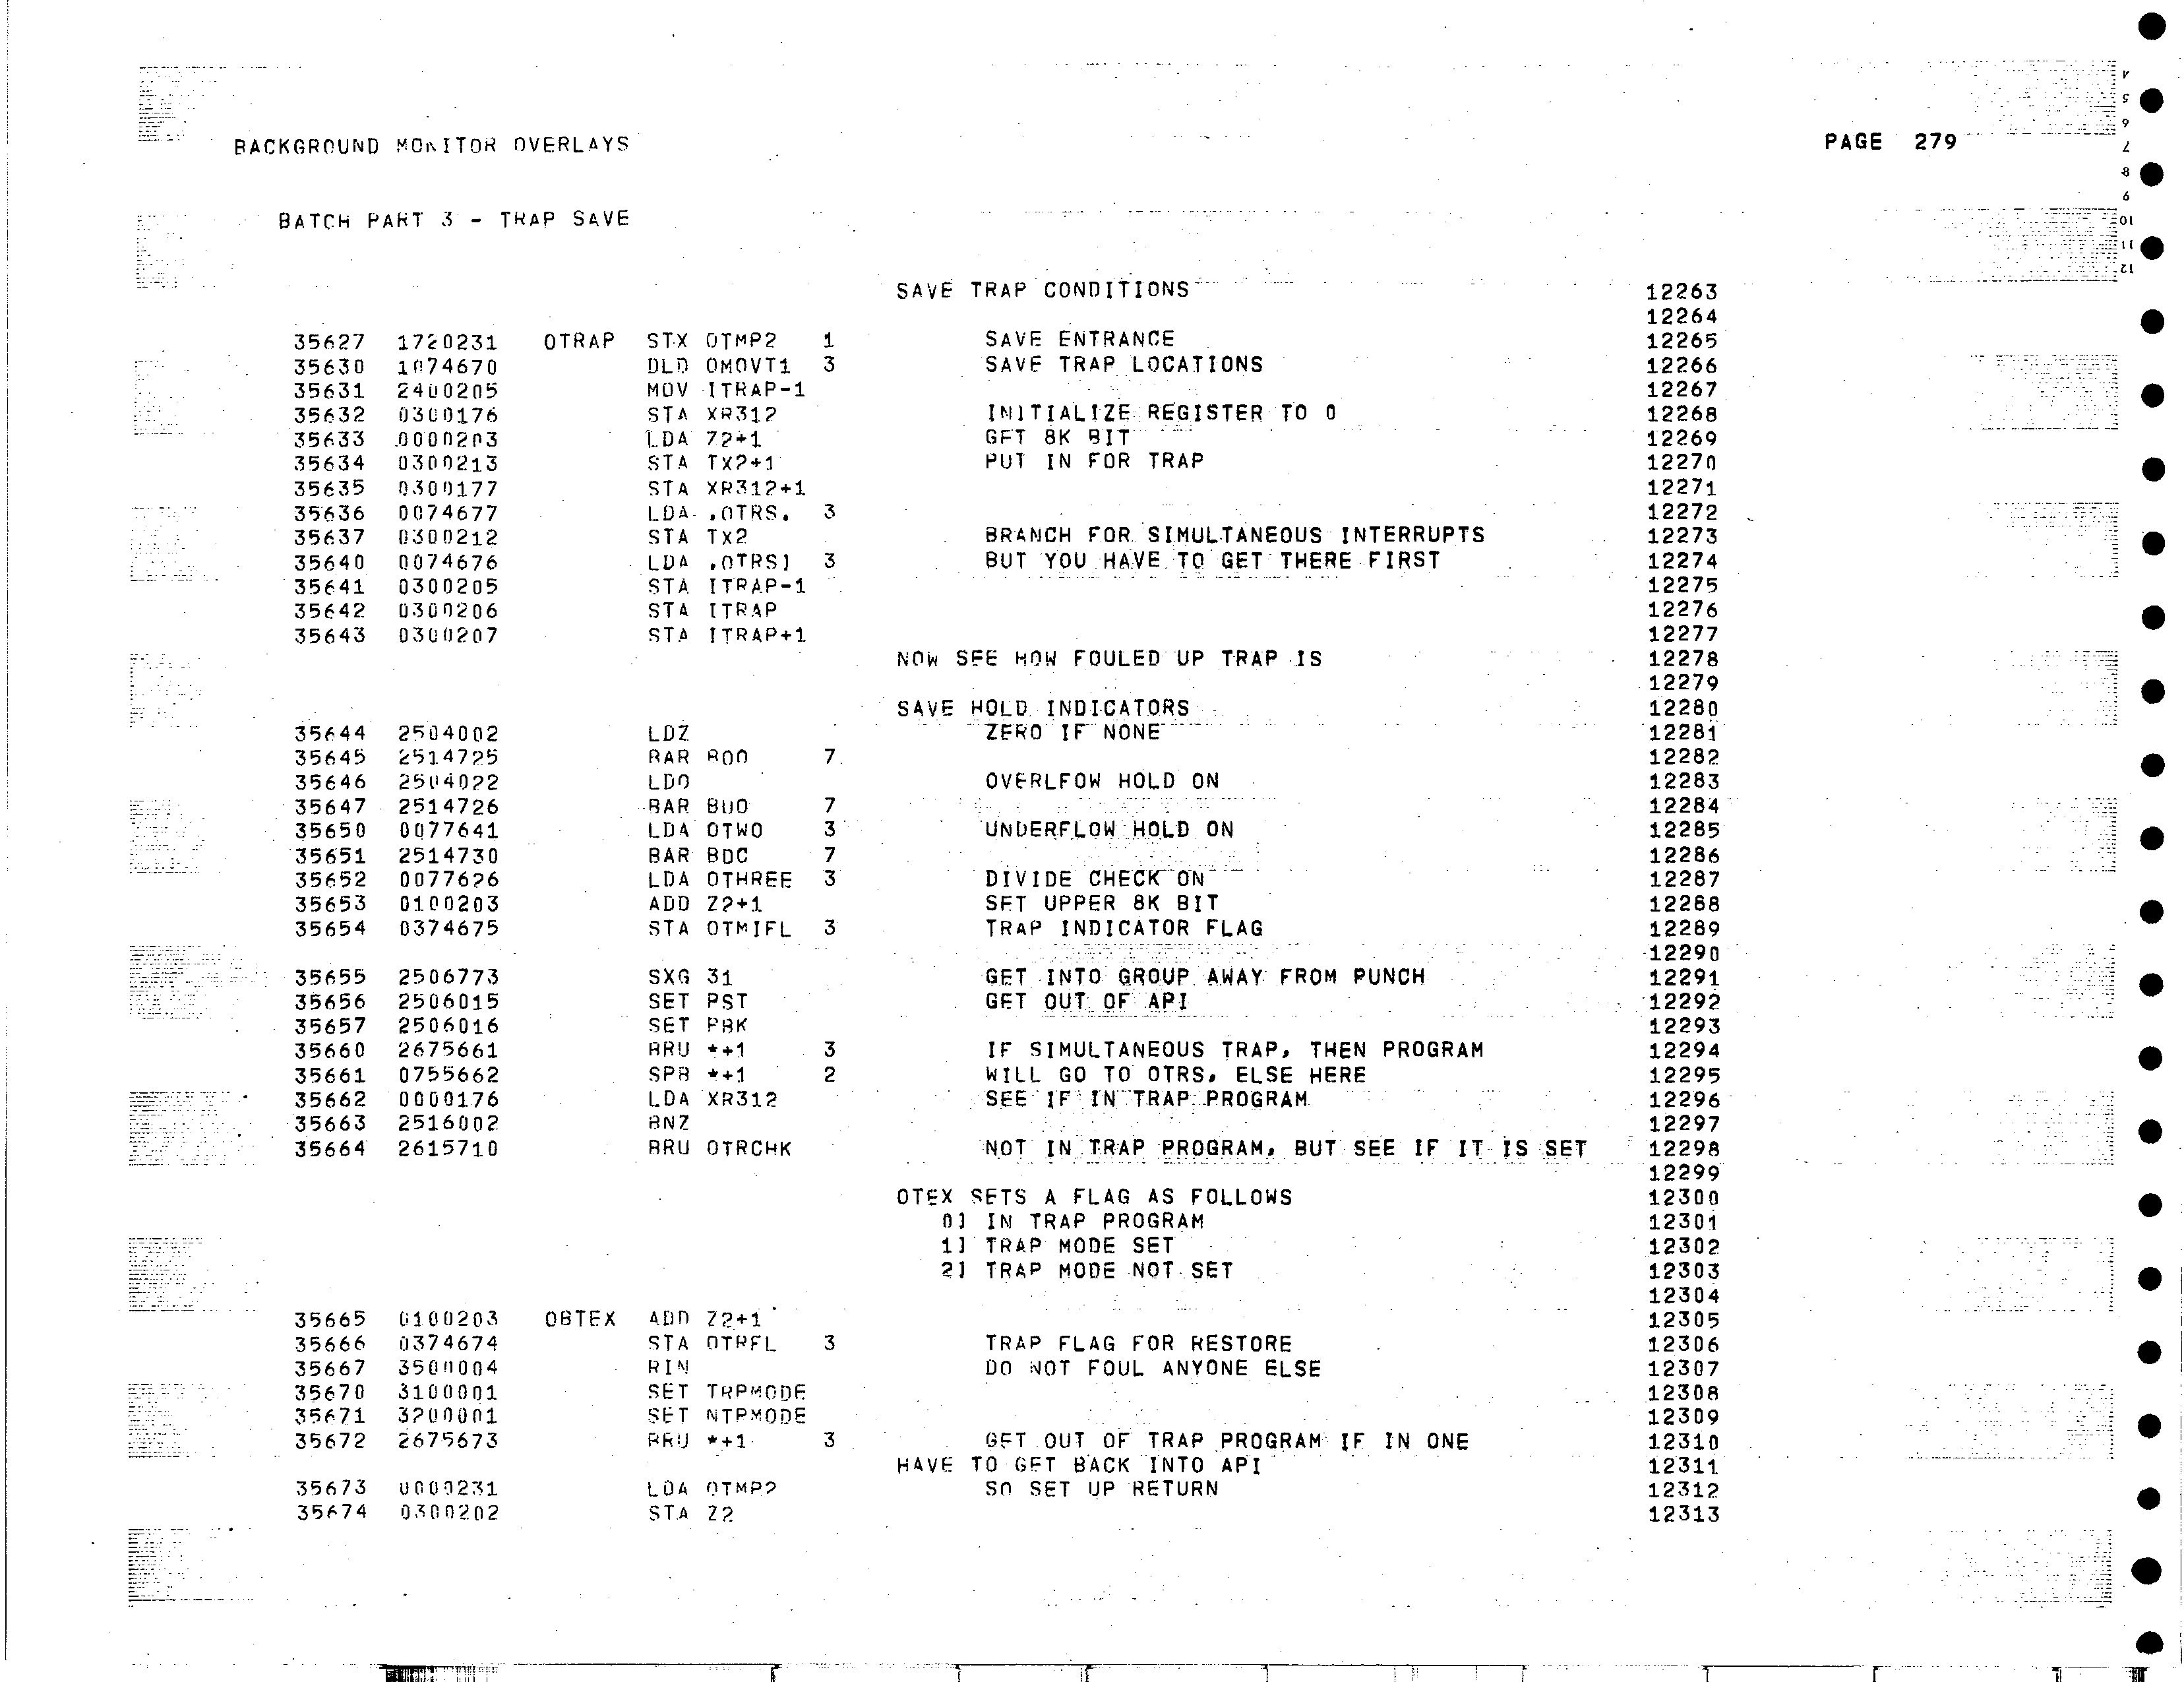 BACKGROUND MONITOR OVERLAYS PAGE 279
BATCH PART 3 - TRAP SAVE
SAVE TRAP CONDITIONS 12263
12264
35627 1720231 OTRAP STX OTMP2 1 SAVE ENTRANCE 12265
35630 1074670 DLD OMOVT1 3 SAVE TRAP LOCATIONS 12266
35631 2400205 MOV ITRAP-1 12267
35632 0300176 STA XR312 INITIALIZE REGISTER TO 0 12268
35633 0000203 LDA Z2+1 GET 8K BIT 12269
35634 0300213 STA TX2+1 PUT IN FOR TRAP 12270
35635 0300177 STA XR312+1 12271
35636 0074677 LDA .OTRS. 3 12272
35637 0300212 STA TX2 BRANCH FOR SIMULTANEOUS INTERRUPTS 12273
35640 0074676 LDA .OTRS] 3 BUT YOU HAVE TO GET THERE FIRST 12274
35641 0300205 STA ITRAP-1 12275
35642 0300206 STA ITRAP 12276
35643 0300207 STA ITRAP+1 12277
NOW SEE HOW FOULED UP TRAP IS 12278
12279
SAVE HOLD INDICATORS 12280
35644 2504002 LDZ ZERO IF NONE 12281
35645 2514725 BAR BOO 7 12282
35646 2504022 LDO OVERLFOW HOLD ON 12283
35647 2514726 BAR BUO 7 12284
35650 0077641 LDA OTWO 3 UNDERFLOW HOLD ON 12285
35651 2514730 BAR BDC 7 12286
35652 0077626 LDA OTHREE 3 DIVIDE CHECK ON 12287
35653 0100203 ADD Z2+1 SET UPPER 8K BIT 12288
35654 0374675 STA OTMIFL 3 TRAP INDICATOR FLAG 12289
12290
35655 2506773 SXG 31 GET INTO GROUP AWAY FROM PUNCH 12291
35656 2506015 SET PST GET OUT OF API 12292
35657 2506016 SET PBK 12293
35660 2675661 BRU *+1 3 IF SIMULTANEOUS TRAP, THEN PROGRAM 12294
35661 0755662 SPB *+1 2 WILL GO TO OTRS, ELSE HERE 12295
35662 0000176 LDA XR312 SEE IF IN TRAP PROGRAM 12296
35663 2516002 BNZ 12297
35664 2615710 BRU OTRCHK NOT IN TRAP PROGRAM, BUT SEE IF IT IS SET 12298
12299
OTEX SETS A FLAG AS FOLLOWS 12300
0] IN TRAP PROGRAM 12301
1] TRAP MODE SET 12302
2] TRAP MODE NOT SET 12303
12304
35665 0100203 OBTEX ADD Z2+1 12305
35666 0374674 STA OTRFL 3 TRAP FLAG FOR RESTORE 12306
35667 3500004 RIN DO NOT FOUL ANYONE ELSE 12307
35670 3100001 SET TRPMODE 12308
35671 3200001 SET NTPMODE 12309
35672 2675673 BRU *+1 3 GET OUT OF TRAP PROGRAM IF IN ONE 12310
HAVE TO GET BACK INTO API 12311
35673 0000231 LDA OTMP2 SO SET UP RETURN 12312
35674 0300202 STA Z2 12313